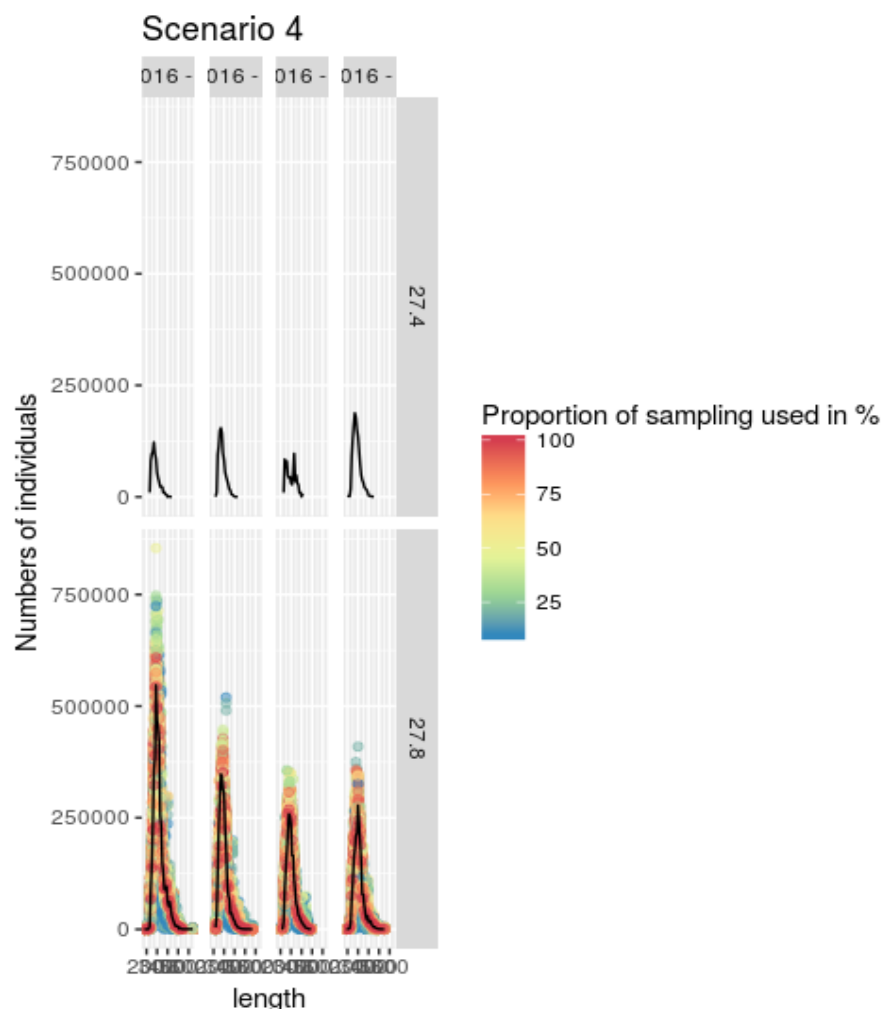 Scenario 4
016 - 016 - 016 - 016 -
750000
500000
250000
0
27.4
750000
500000
250000
0
27.8
Numbers of individuals
length
Proportion of sampling used in %
100
75
50
25